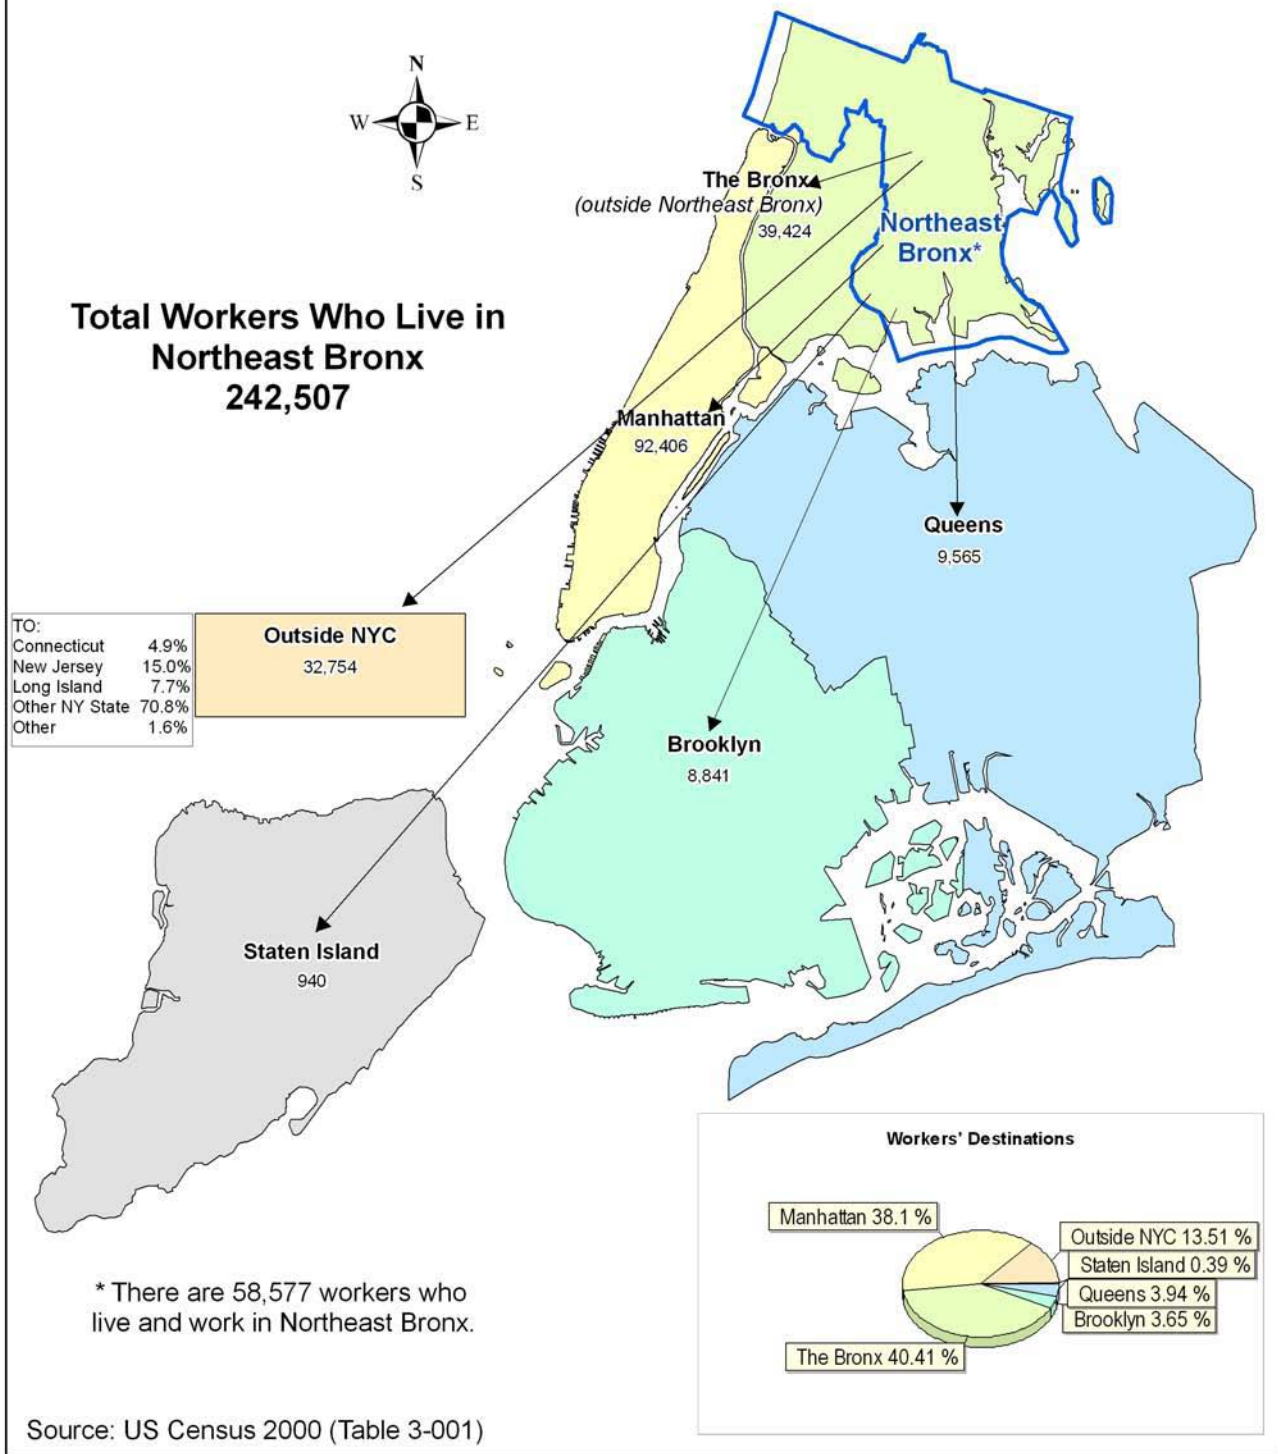 N
W
E
S
The Bronx
(outside Northeast Bronx)
39,424
Northeast
Bronx*
Total Workers Who Live in
Northeast Bronx
242,507
Manhattan
92,406
Queens
9,565
TO:
Connecticut 4.9%
New Jersey 15.0%
Long Island 7.7%
Other NY State 70.8%
Other 1.6%
Outside NYC
32,754
Brooklyn
8,841
Staten Island
940
Workers' Destinations
Manhattan 38.1 %
Outside NYC 13.51 %
Staten Island 0.39 %
Queens 3.94 %
Brooklyn 3.65 %
The Bronx 40.41 %
* There are 58,577 workers who
live and work in Northeast Bronx.
Source: US Census 2000 (Table 3-001)